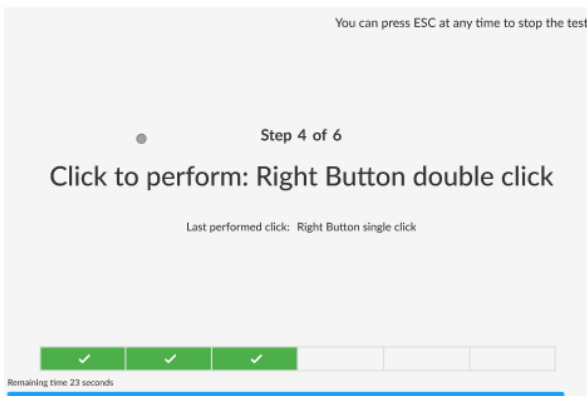 You can press ESC at any time to stop the test
Step 4 of 6
Click to perform: Right Button double click
Last performed click: Right Button single click
Remaining time 23 seconds